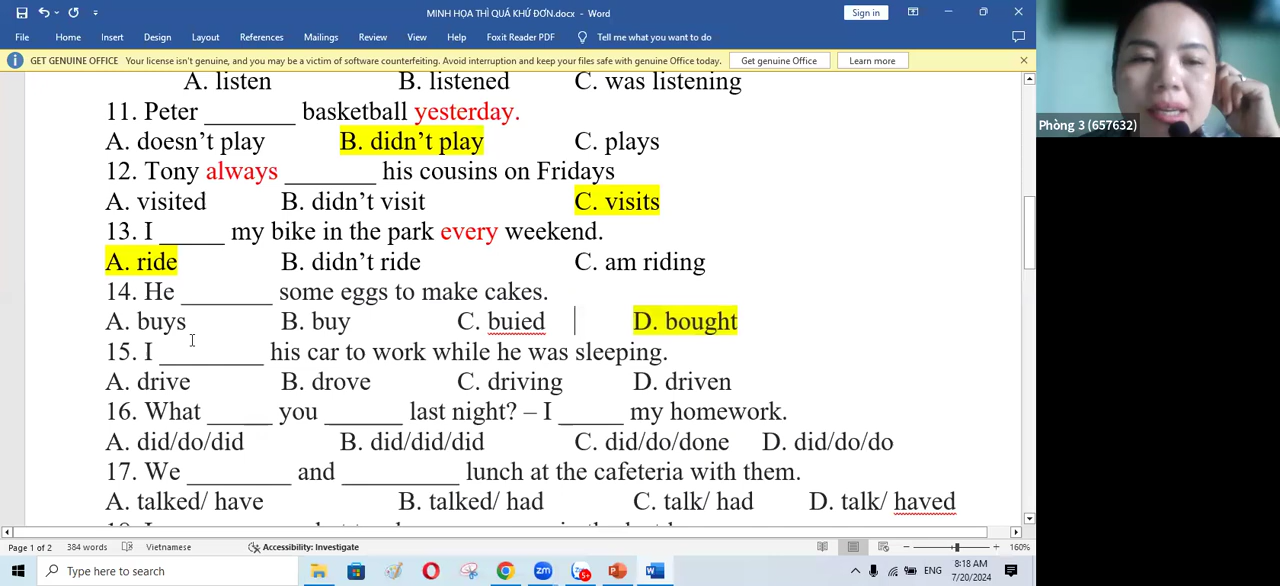 MINH HỌA THÌ QUÁ KHỨ ĐƠN.docx - Word
Sign in
File Home Insert Design Layout References Mailings Review View Help Foxit Reader PDF Tell me what you want to do
GET GENUINE OFFICE Your license isn't genuine, and you may be a victim of software counterfeiting. Avoid interruption and keep your files safe with genuine Office today. Get genuine Office Learn more
A. listen B. listened C. was listening
11. Peter _______ basketball yesterday.
A. doesn't play B. didn't play C. plays
12. Tony always _______ his cousins on Fridays
A. visited B. didn't visit C. visits
13. I _____ my bike in the park every weekend.
A. ride B. didn't ride C. am riding
14. He _______ some eggs to make cakes.
A. buys B. buy C. buied D. bought
15. I ________ his car to work while he was sleeping.
A. drive B. drove C. driving D. driven
16. What _____ you ______ last night? – I _____ my homework.
A. did/do/did B. did/did/did C. did/do/done D. did/do/do
17. We ________ and _________ lunch at the cafeteria with them.
A. talked/ have B. talked/ had C. talk/ had D. talk/ haved
Phòng 3 (657632)
Page 1 of 2 384 words Vietnamese Accessibility: Investigate 160%
Type here to search
ENG
8:18 AM
7/20/2024